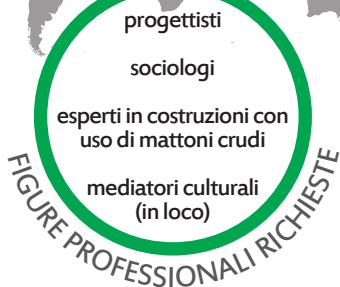 progettisti
sociologi
esperti in costruzioni con
uso di mattoni crudi
mediatori culturali
(in loco)
FIGURE PROFESSIONALI RICHIESTE